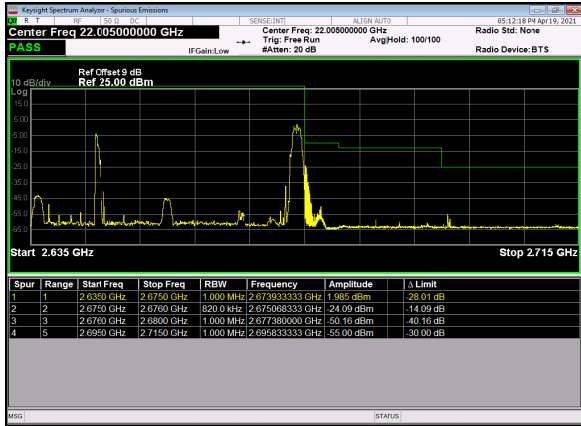 Keysight Spectrum Analyzer - Spurious Emissions
R T RF 50 Ω DC SENSE:INT ALIGN AUTO 05:12:18 PM Apr 19, 2021
Center Freq 22.005000000 GHz Center Freq: 22.005000000 GHz Radio Std: None
Trig: Free Run Avg|Hold: 100/100
PASS IFGain:Low #Atten: 20 dB Radio Device: BTS
Ref Offset 9 dB
10 dB/div Ref 25.00 dBm
Log
15.0
5.00
-5.00
-15.0
-25.0
-35.0
-45.0
-55.0
-65.0
Start 2.635 GHz Stop 2.715 GHz
Spur Range Start Freq Stop Freq RBW Frequency Amplitude Δ Limit
1 1 2.6350 GHz 2.6750 GHz 1.000 MHz 2.673933333 GHz 1.985 dBm -28.01 dB
2 2 2.6750 GHz 2.6760 GHz 820.0 kHz 2.675068333 GHz -24.09 dBm -14.09 dB
3 3 2.6760 GHz 2.6800 GHz 1.000 MHz 2.677380000 GHz -50.16 dBm -40.16 dB
4 5 2.6950 GHz 2.7150 GHz 1.000 MHz 2.695833333 GHz -55.00 dBm -30.00 dB
MSG STATUS